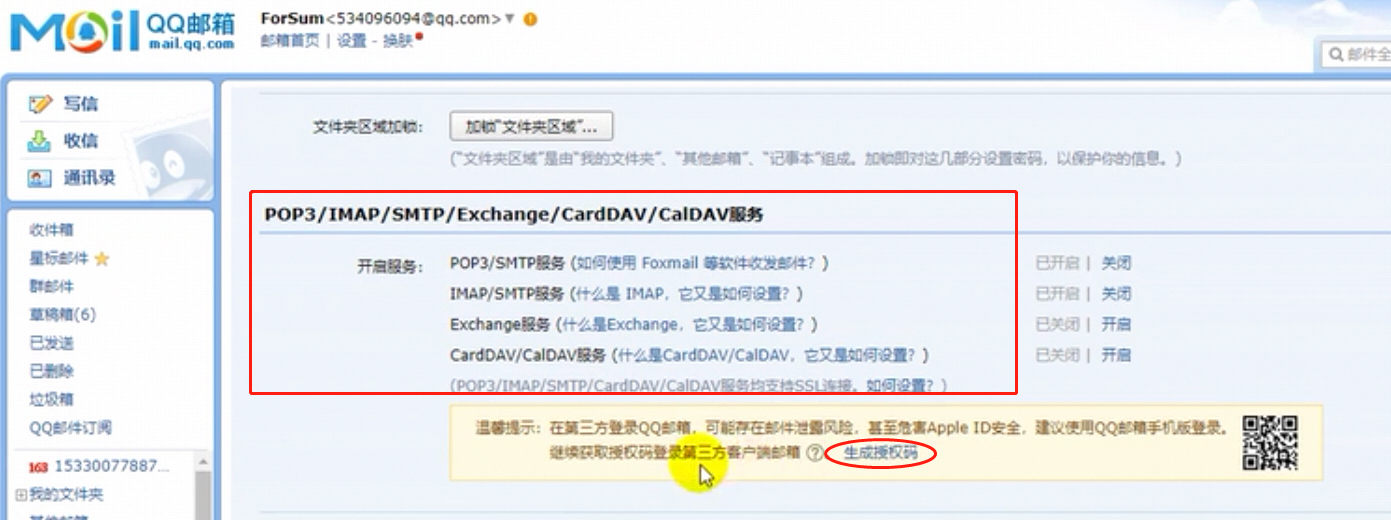 Mail QQ邮箱
mail.qq.com
ForSum<534096094@qq.com>
邮箱首页 | 设置 - 换肤
邮件全
写信
收信
通讯录
收件箱
星标邮件
群邮件
草稿箱(6)
已发送
已删除
垃圾箱
QQ邮件订阅
163 15330077887...
我的文件夹
其他邮箱
文件夹区域加锁: 加锁"文件夹区域"...
("文件夹区域"是由"我的文件夹"、"其他邮箱"、"记事本"组成。加锁即对这几部分设置密码，以保护你的信息。)
POP3/IMAP/SMTP/Exchange/CardDAV/CalDAV服务
开启服务: POP3/SMTP服务 (如何使用 Foxmail 等软件收发邮件？) 已开启 | 关闭
IMAP/SMTP服务 (什么是 IMAP，它又是如何设置？) 已开启 | 关闭
Exchange服务 (什么是Exchange，它又是如何设置？) 已关闭 | 开启
CardDAV/CalDAV服务 (什么是CardDAV/CalDAV，它又是如何设置？) 已关闭 | 开启
(POP3/IMAP/SMTP/CardDAV/CalDAV服务均支持SSL连接。如何设置？)
温馨提示：在第三方登录QQ邮箱，可能存在邮件泄露风险，甚至危害Apple ID安全，建议使用QQ邮箱手机版登录。
继续获取授权码登录第三方客户端邮箱 ? 生成授权码